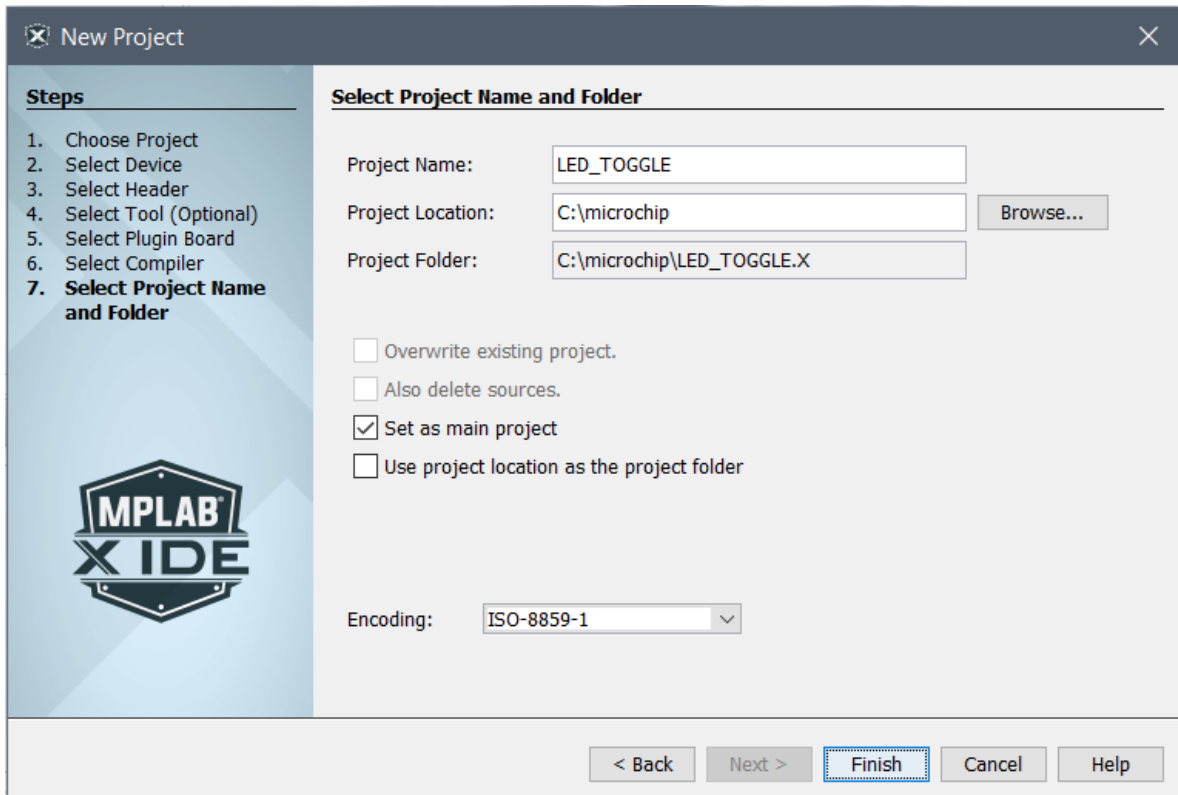 New Project
Steps
1. Choose Project
2. Select Device
3. Select Header
4. Select Tool (Optional)
5. Select Plugin Board
6. Select Compiler
7. Select Project Name
and Folder
MPLAB®
X IDE
Select Project Name and Folder
Project Name: LED_TOGGLE
Project Location: C:\microchip Browse...
Project Folder: C:\microchip\LED_TOGGLE.X
Overwrite existing project.
Also delete sources.
Set as main project
Use project location as the project folder
Encoding: ISO-8859-1
< Back Next > Finish Cancel Help